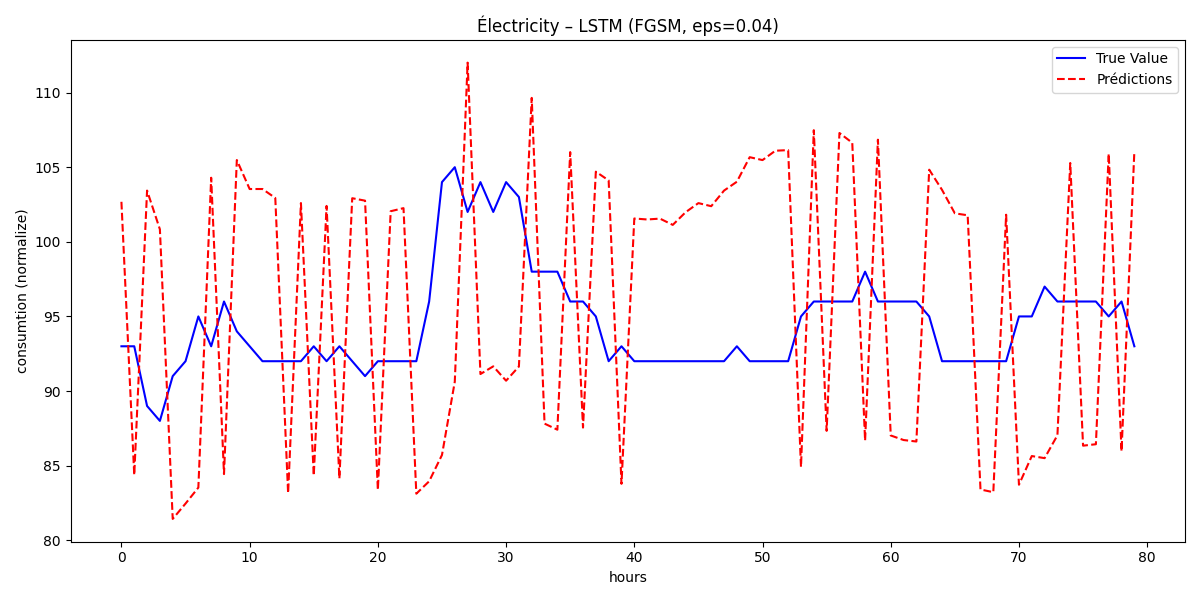 Électricity – LSTM (FGSM, eps=0.04)
True Value
Prédictions
consumtion (normalize)
110
105
100
95
90
85
80
0 10 20 30 40 50 60 70 80
hours